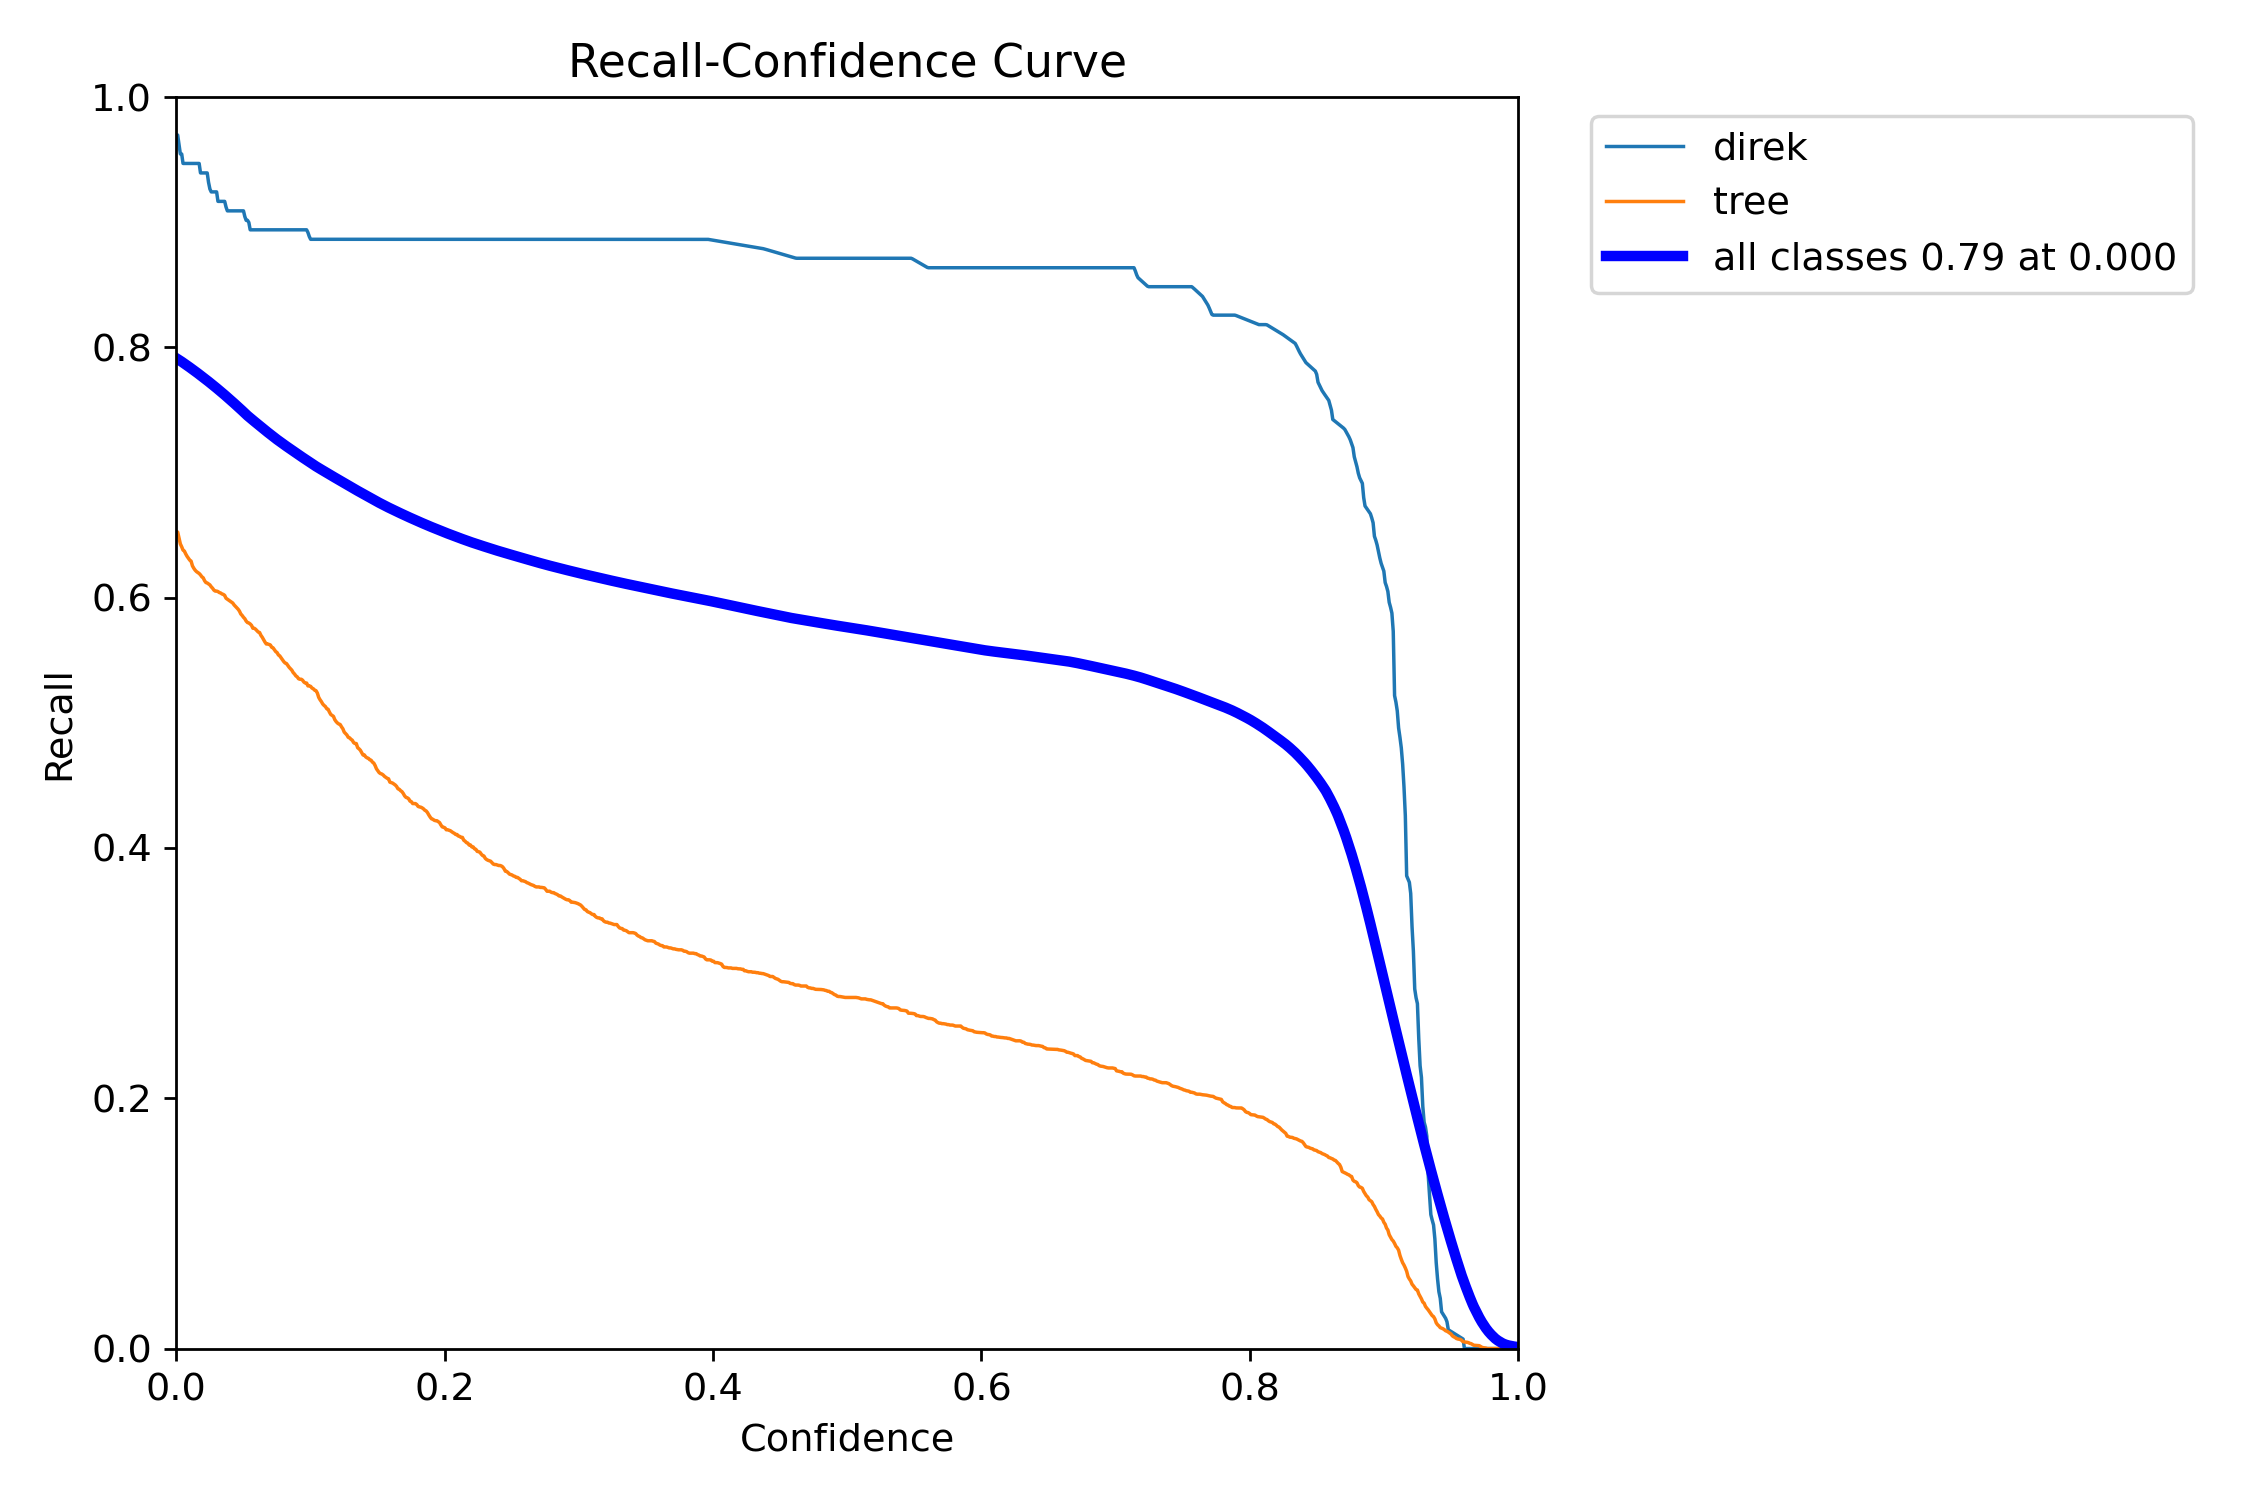 Recall-Confidence Curve
1.0
0.8
0.6
0.4
0.2
0.0
Recall
0.0 0.2 0.4 0.6 0.8 1.0
Confidence
direk
tree
all classes 0.79 at 0.000